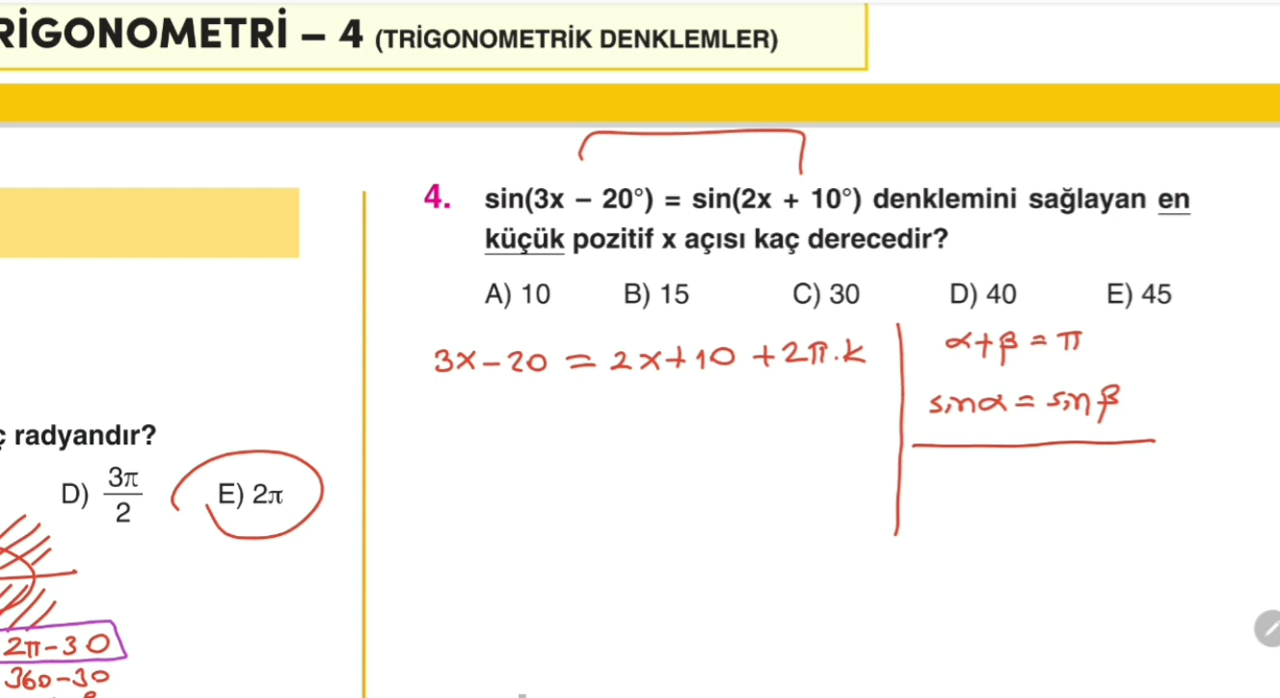 RİGONOMETRİ – 4 (TRİGONOMETRİK DENKLEMLER)
4. sin(3x – 20°) = sin(2x + 10°) denklemini sağlayan en
küçük pozitif x açısı kaç derecedir?
A) 10 B) 15 C) 30 D) 40 E) 45
3x-20 = 2x+10 +2π.k
α+β = π
sinα = sinβ
ç radyandır?
D) 3π/2 E) 2π
2π-30
360-30